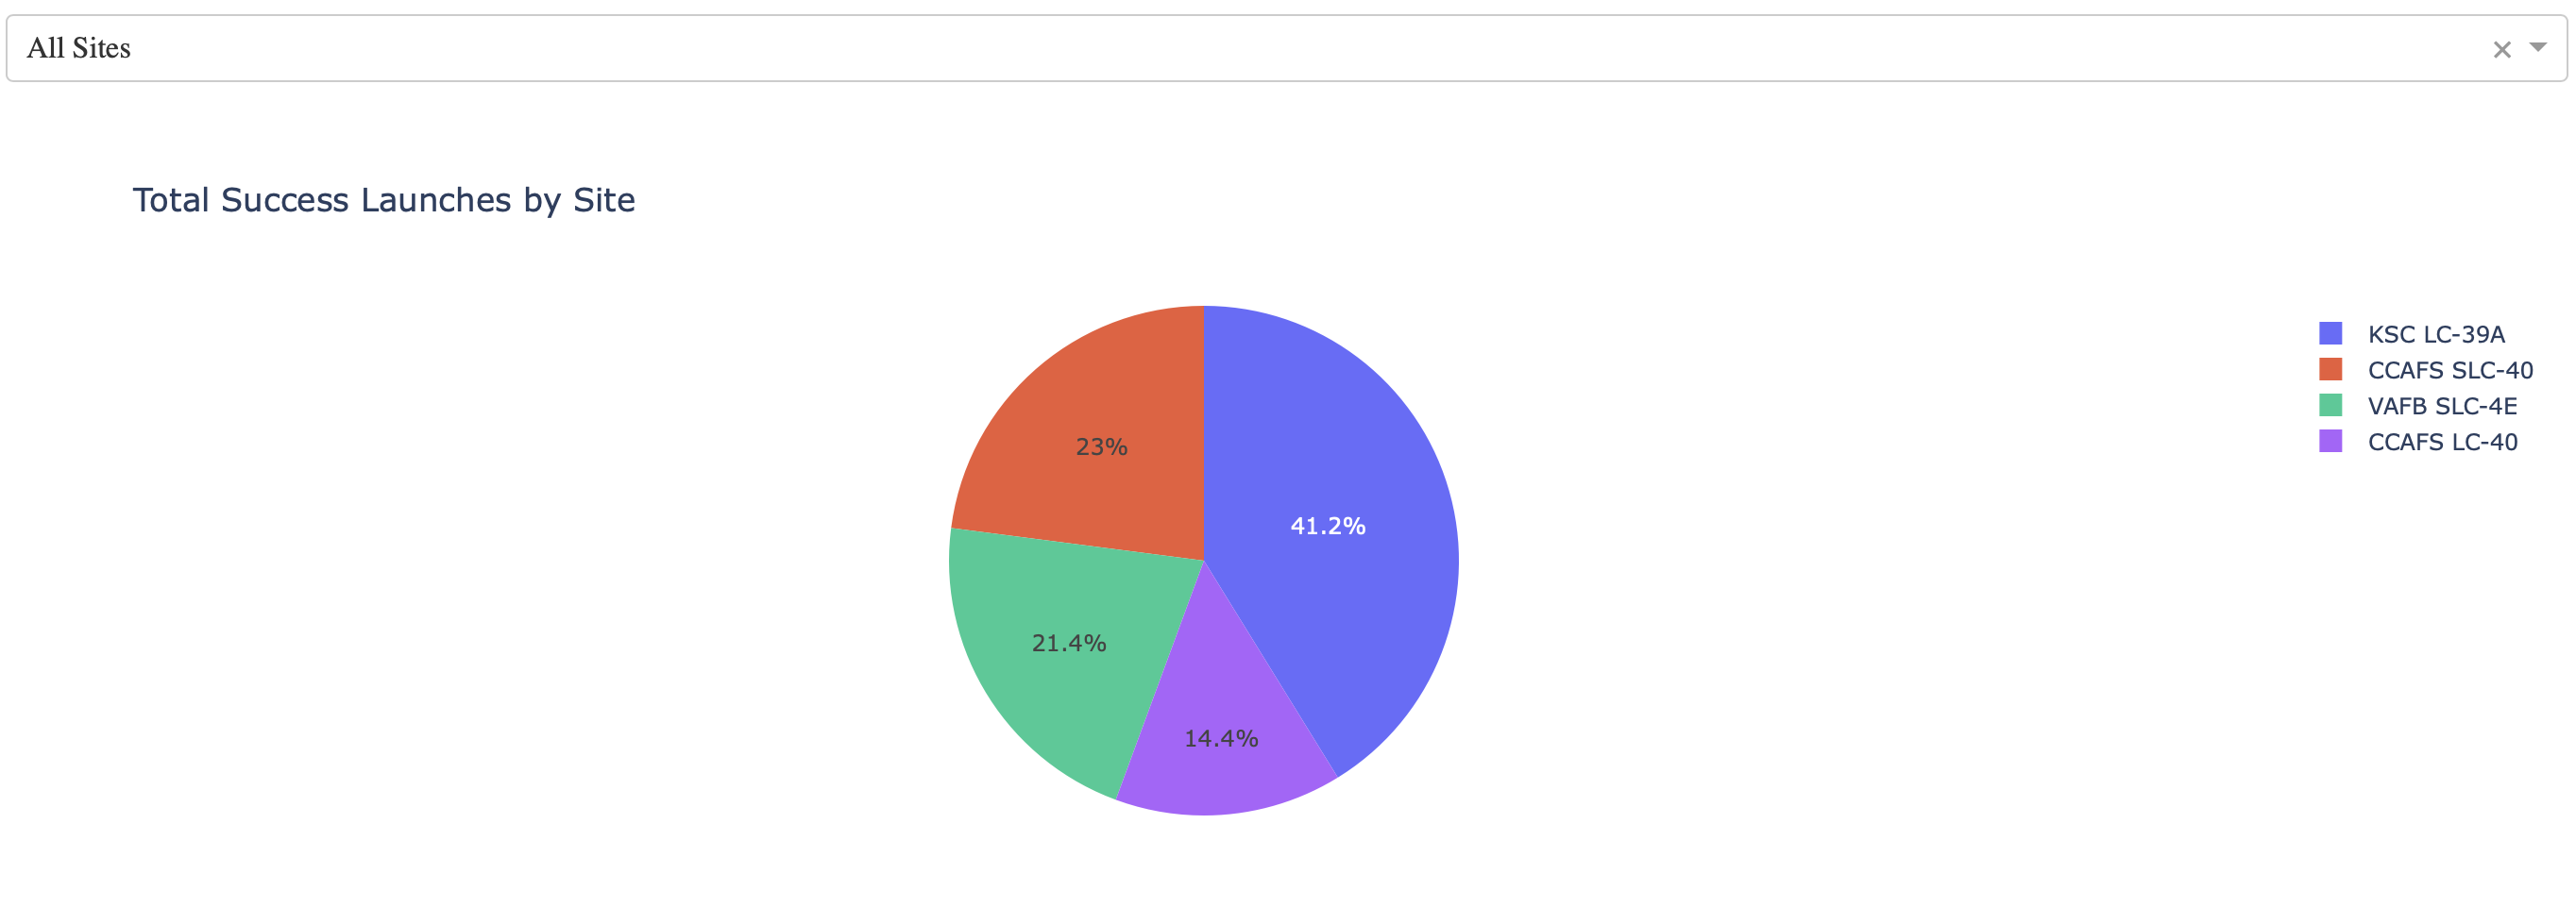 All Sites
Total Success Launches by Site
KSC LC-39A
CCAFS SLC-40
VAFB SLC-4E
CCAFS LC-40
23%
41.2%
21.4%
14.4%